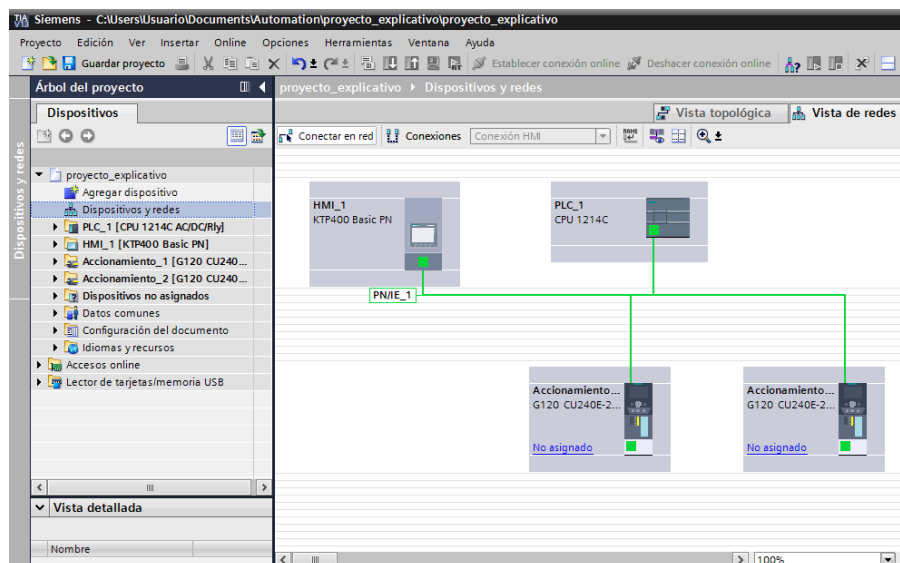 TIA V13 Siemens - C:\Users\Usuario\Documents\Automation\proyecto_explicativo\proyecto_explicativo
Proyecto Edición Ver Insertar Online Opciones Herramientas Ventana Ayuda
Guardar proyecto Establecer conexión online Deshacer conexión online
Árbol del proyecto
proyecto_explicativo Dispositivos y redes
Dispositivos
Vista topológica Vista de redes
Conectar en red Conexiones Conexión HMI
Dispositivos y redes
proyecto_explicativo
Agregar dispositivo
Dispositivos y redes
PLC_1 [CPU 1214C AC/DC/Rly]
HMI_1 [KTP400 Basic PN]
Accionamiento_1 [G120 CU240...
Accionamiento_2 [G120 CU240...
Dispositivos no asignados
Datos comunes
Configuración del documento
Idiomas y recursos
Accesos online
Lector de tarjetas/memoria USB
HMI_1
KTP400 Basic PN
PLC_1
CPU 1214C
PN/IE_1
Accionamiento...
G120 CU240E-2...
No asignado
Accionamiento...
G120 CU240E-2...
No asignado
Vista detallada
Nombre
100%